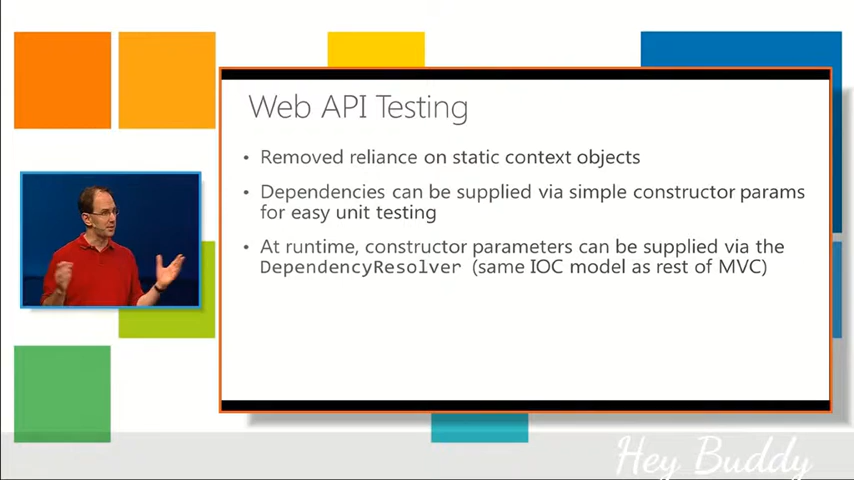 Web API Testing
• Removed reliance on static context objects
• Dependencies can be supplied via simple constructor params
for easy unit testing
• At runtime, constructor parameters can be supplied via the
DependencyResolver (same IOC model as rest of MVC)
Hey Buddy